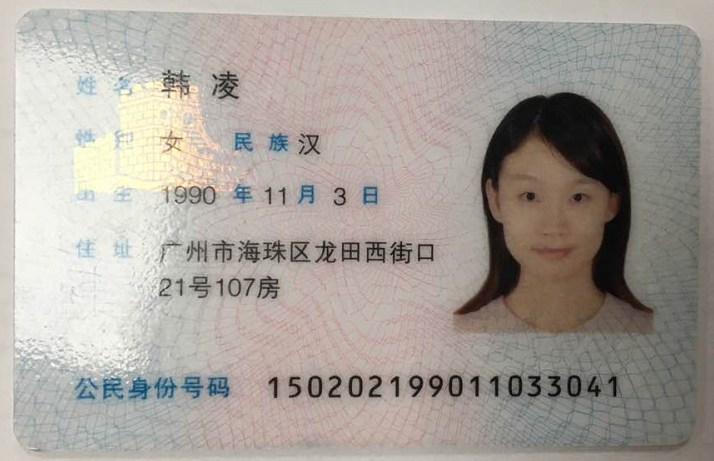 姓 名 韩 凌
性 别 女 民 族 汉
出 生 1990 年 11 月 3 日
住 址 广州市海珠区龙田西街口
21号107房
公民身份号码 150202199011033041